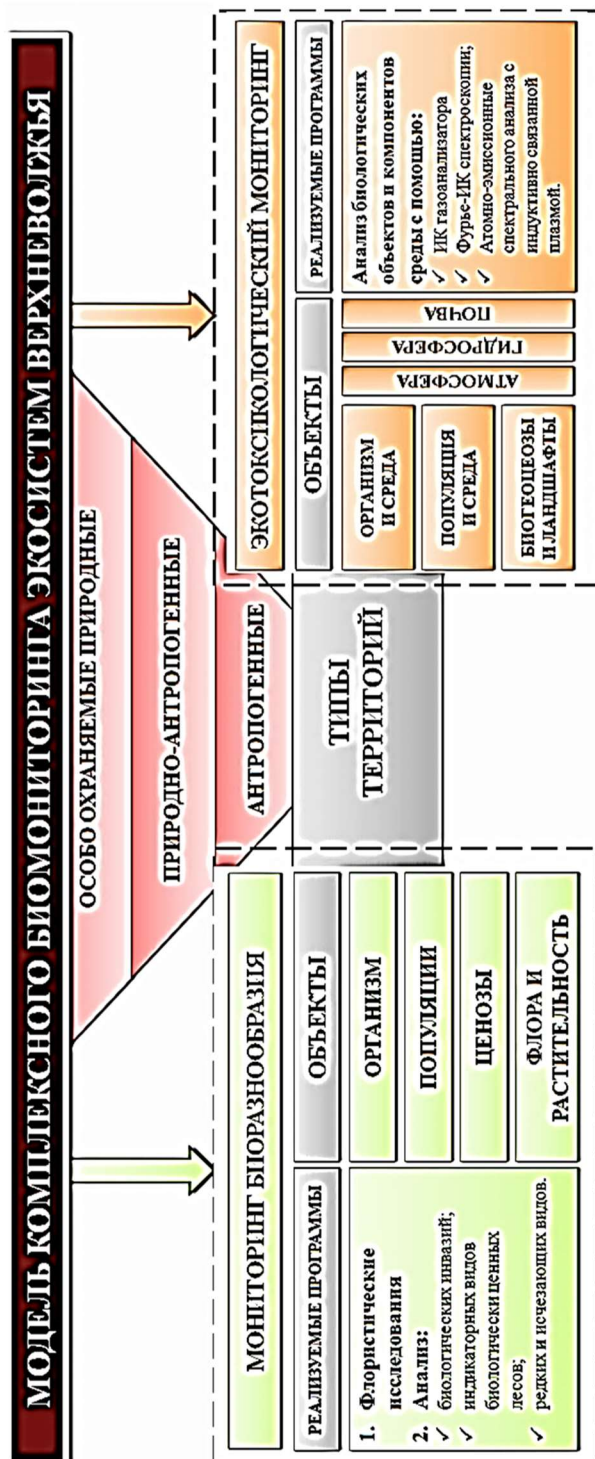 МОДЕЛЬ КОМПЛЕКСНОГО БИОМОНИТОРИНГА ЭКОСИСТЕМ ВЕРХНЕВОЛЖЬЯ
ОСОБО ОХРАНЯЕМЫЕ ПРИРОДНЫЕ
ПРИРОДНО-АНТРОПОГЕННЫЕ
АНТРОПОГЕННЫЕ
ТИПЫ
ТЕРРИТОРИЙ
МОНИТОРИНГ БИОРАЗНООБРАЗИЯ
РЕАЛИЗУЕМЫЕ ПРОГРАММЫ
1. Флористические
исследования
2. Анализ:
✓ биологических инвазий;
✓ индикаторных видов
биологически ценных
лесов;
✓ редких и исчезающих видов.
ОБЪЕКТЫ
ОРГАНИЗМ
ПОПУЛЯЦИИ
ЦЕНОЗЫ
ФЛОРА И
РАСТИТЕЛЬНОСТЬ
ЭКОТОКСИКОЛОГИЧЕСКИЙ МОНИТОРИНГ
ОБЪЕКТЫ
ОРГАНИЗМ
И СРЕДА
ПОПУЛЯЦИЯ
И СРЕДА
БИОГЕОЦЕОЗЫ
И ЛАНДШАФТЫ
АТМОСФЕРА
ГИДРОСФЕРА
ПОЧВА
РЕАЛИЗУЕМЫЕ ПРОГРАММЫ
Анализ биологических
объектов и компонентов
среды с помощью:
✓ ИК газоанализатора
✓ Фурье-ИК спектроскопии;
✓ Атомно-эмиссионные
спектрального анализа с
индуктивно связанной
плазмой.